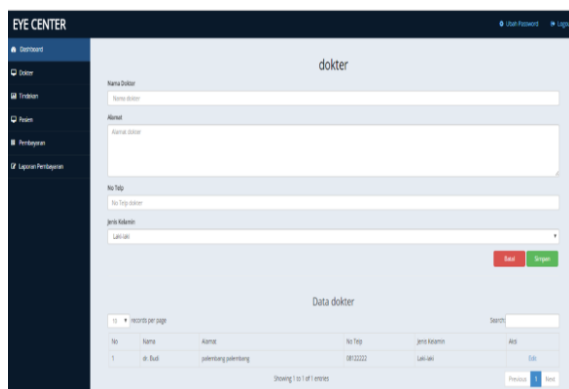 EYE CENTER
Ubah Password Logout
Dashboard
Dokter
Tindakan
Pasien
Pembayaran
Laporan Pembayaran
dokter
Nama Dokter
Nama dokter
Alamat
Alamat dokter
No Telp
No Telp dokter
Jenis Kelamin
Laki-laki
Batal Simpan
Data dokter
records per page Search:
No Nama Alamat No Telp Jenis Kelamin Aksi
1 dr. Budi palembang palembang 08122222 Laki-laki Edit
Showing 1 to 1 of 1 entries
Previous 1 Next